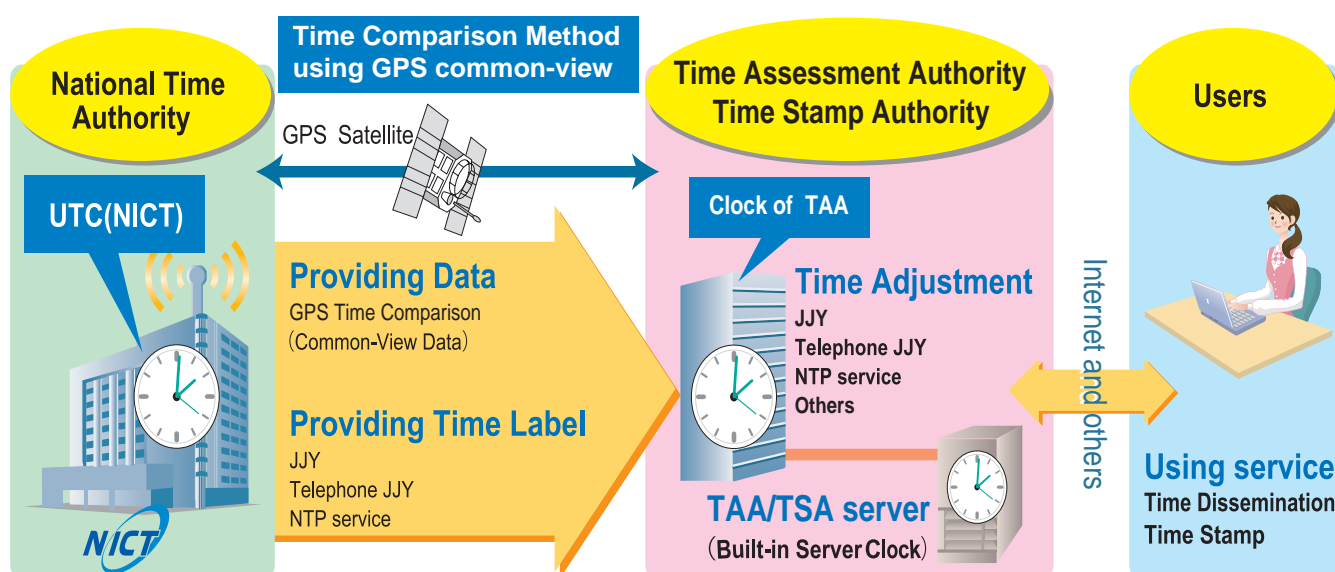 National Time
Authority
Time Comparison Method
using GPS common-view
GPS Satellite
UTC(NICT)
Providing Data
GPS Time Comparison
(Common-View Data)
Providing Time Label
JJY
Telephone JJY
NTP service
NICT
Time Assessment Authority
Time Stamp Authority
Clock of TAA
Time Adjustment
JJY
Telephone JJY
NTP service
Others
TAA/TSA server
(Built-in Server Clock)
Internet and others
Users
Using service
Time Dissemination
Time Stamp